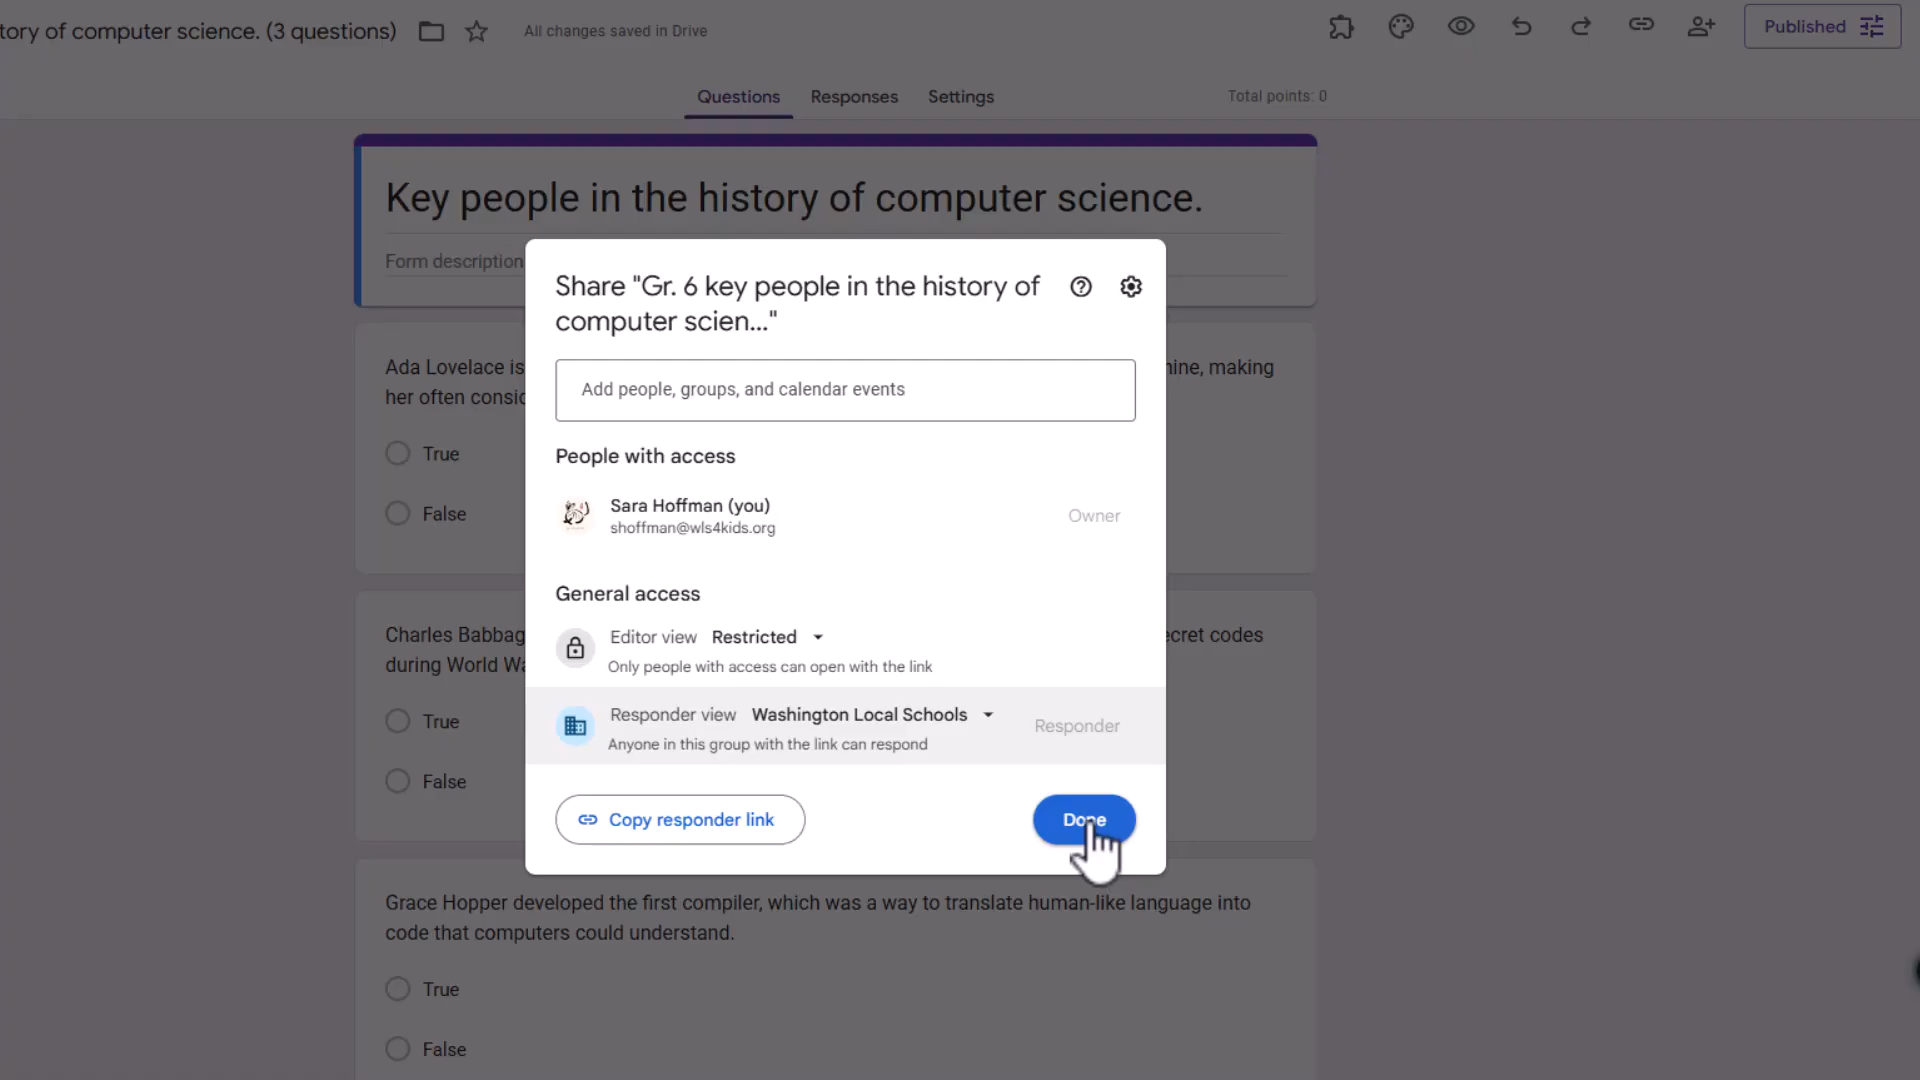 tory of computer science. (3 questions)
All changes saved in Drive
Published
Questions
Responses
Settings
Total points: 0
Key people in the history of computer science.
Form description
Share "Gr. 6 key people in the history of
computer scien..."
Add people, groups, and calendar events
People with access
Sara Hoffman (you)
shoffman@wls4kids.org
Owner
General access
Editor view Restricted
Only people with access can open with the link
Responder view Washington Local Schools
Anyone in this group with the link can respond
Responder
Copy responder link
Done
Ada Lovelace is
hine, making
her often consid
True
False
Charles Babbag
ecret codes
during World Wa
True
False
Grace Hopper developed the first compiler, which was a way to translate human-like language into
code that computers could understand.
True
False